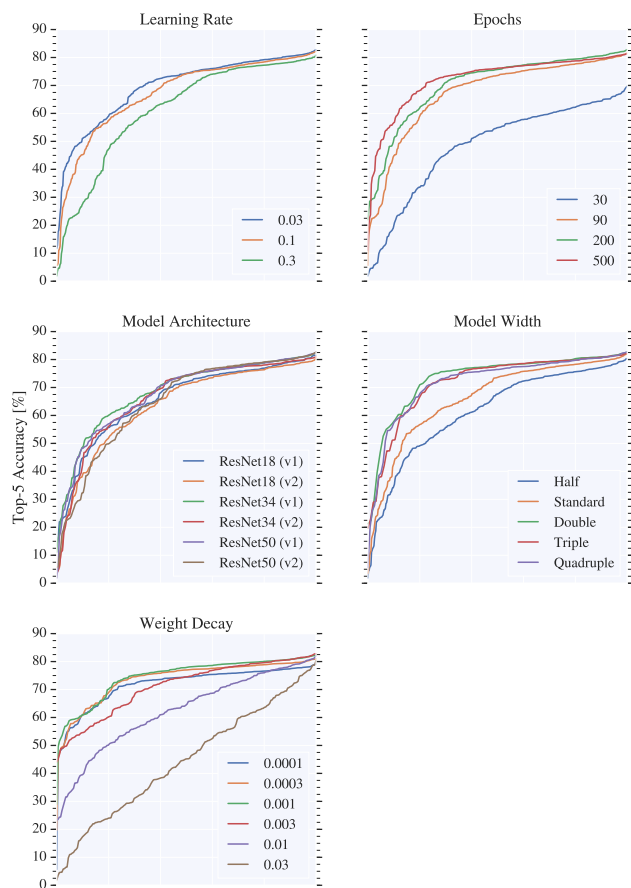 Learning Rate
90
80
70
60
50
40
30
20
10
0
0.03
0.1
0.3
Epochs
30
90
200
500
Model Architecture
90
80
70
60
50
40
30
20
10
0
Top-5 Accuracy [%]
ResNet18 (v1)
ResNet18 (v2)
ResNet34 (v1)
ResNet34 (v2)
ResNet50 (v1)
ResNet50 (v2)
Model Width
Half
Standard
Double
Triple
Quadruple
Weight Decay
90
80
70
60
50
40
30
20
10
0
0.0001
0.0003
0.001
0.003
0.01
0.03